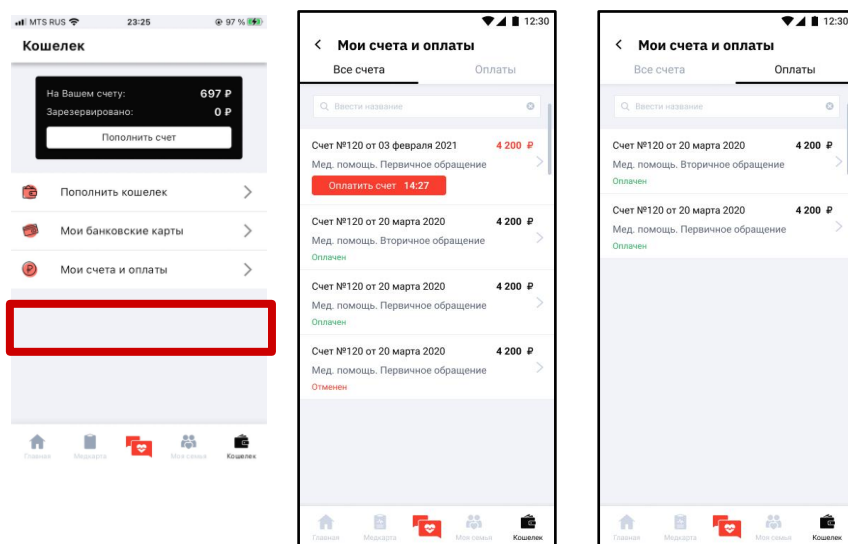 MTS RUS 23:25 97 %
Кошелек
На Вашем счету: 697 ₽
Зарезервировано: 0 ₽
Пополнить счет
Пополнить кошелек
Мои банковские карты
Мои счета и оплаты
Главная Медкарта Моя семья Кошелек
12:30
Мои счета и оплаты
Все счета Оплаты
Ввести название
Счет №120 от 03 февраля 2021 4 200 ₽
Мед. помощь. Первичное обращение
Оплатить счет 14:27
Счет №120 от 20 марта 2020 4 200 ₽
Мед. помощь. Вторичное обращение
Оплачен
Счет №120 от 20 марта 2020 4 200 ₽
Мед. помощь. Первичное обращение
Оплачен
Счет №120 от 20 марта 2020 4 200 ₽
Мед. помощь. Первичное обращение
Отменен
Главная Медкарта Моя семья Кошелек
12:30
Мои счета и оплаты
Все счета Оплаты
Ввести название
Счет №120 от 20 марта 2020 4 200 ₽
Мед. помощь. Вторичное обращение
Оплачен
Счет №120 от 20 марта 2020 4 200 ₽
Мед. помощь. Первичное обращение
Оплачен
Главная Медкарта Моя семья Кошелек